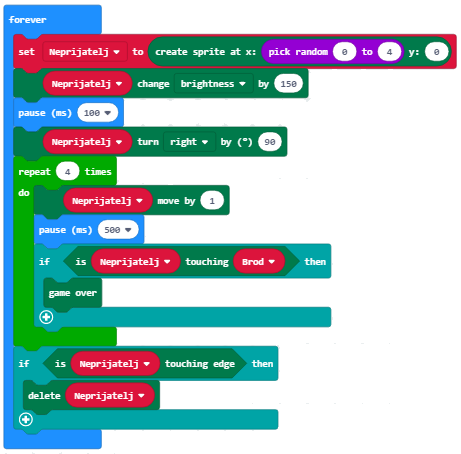 forever
set Neprijatelj to create sprite at x: pick random 0 to 4 y: 0
Neprijatelj change brightness by 150
pause (ms) 100
Neprijatelj turn right by (°) 90
repeat 4 times
do
Neprijatelj move by 1
pause (ms) 500
if is Neprijatelj touching Brod then
game over
if is Neprijatelj touching edge then
delete Neprijatelj